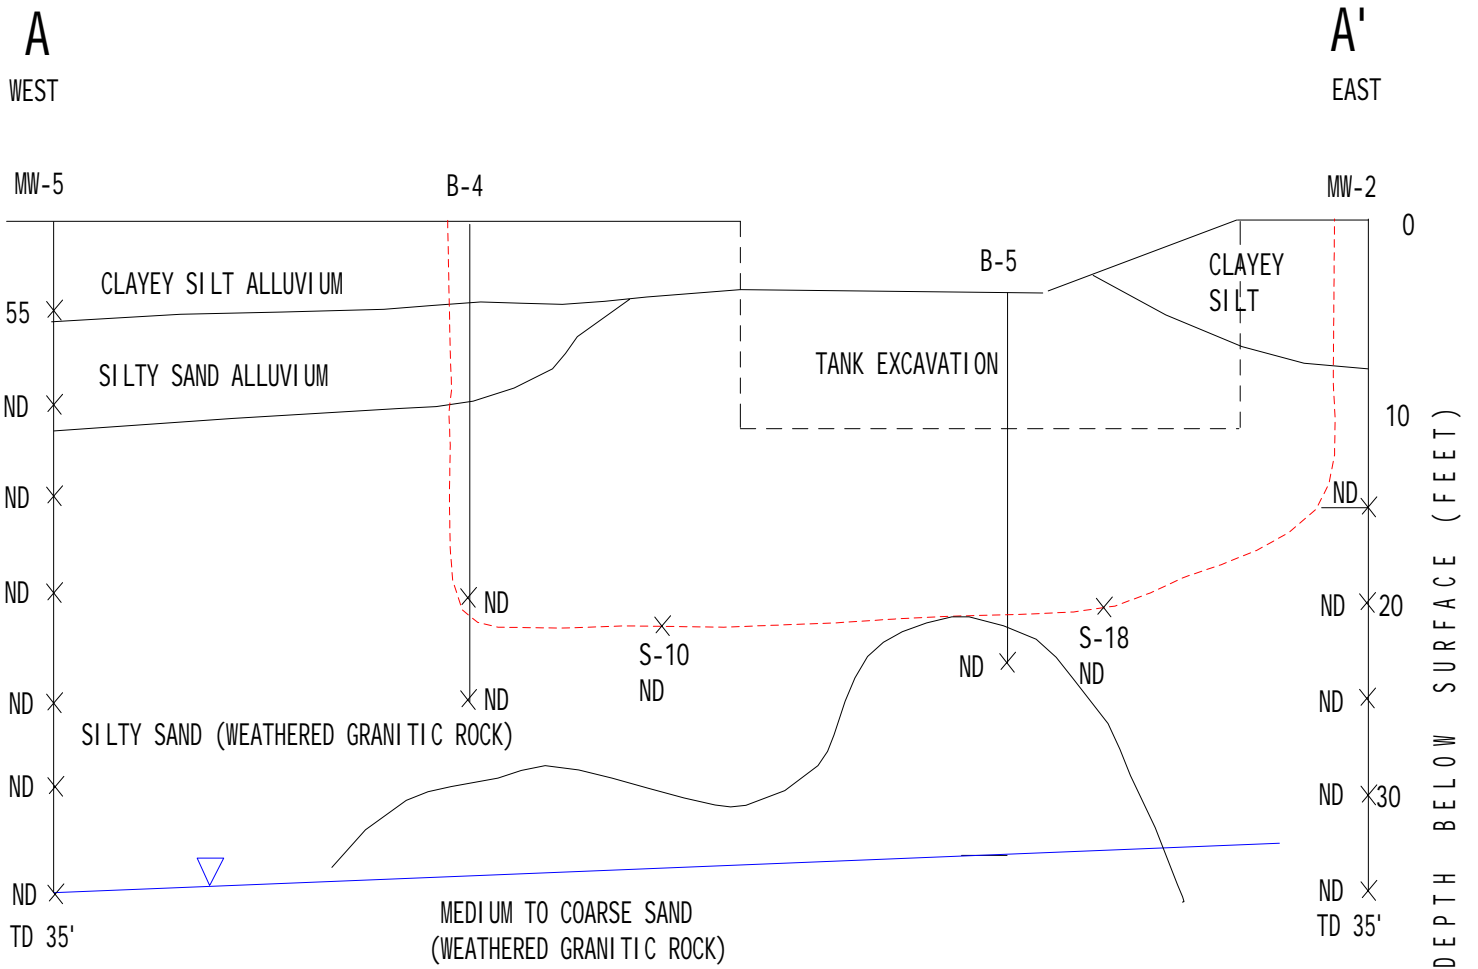 A
A'
WEST
EAST
MW-5
B-4
MW-2
0
B-5
CLAYEY
SILT
CLAYEY SILT ALLUVIUM
55
TANK EXCAVATION
SILTY SAND ALLUVIUM
ND
10
ND
ND
ND
ND
ND
20
S-10
ND
S-18
ND
ND
ND
ND
ND
SILTY SAND (WEATHERED GRANITIC ROCK)
ND
ND
30
ND
ND
MEDIUM TO COARSE SAND
(WEATHERED GRANITIC ROCK)
TD 35'
TD 35'
DEPTH BELOW SURFACE (FEET)